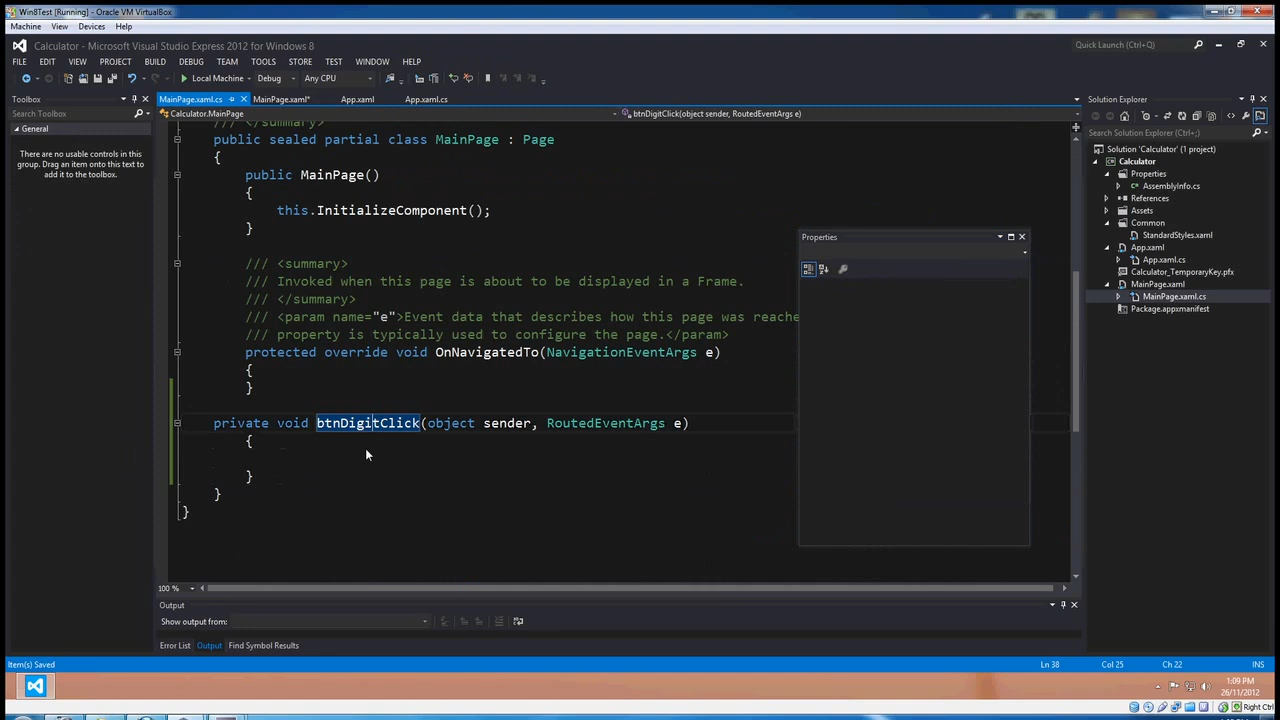 Win8Test [Running] - Oracle VM VirtualBox
Machine View Devices Help
Calculator - Microsoft Visual Studio Express 2012 for Windows 8
Quick Launch (Ctrl+Q)
FILE EDIT VIEW PROJECT BUILD DEBUG TEAM TOOLS STORE TEST WINDOW HELP
Local Machine Debug Any CPU
Toolbox
MainPage.xaml.cs MainPage.xaml* App.xaml App.xaml.cs
Solution Explorer
Search Toolbox
Calculator.MainPage
btnDigitClick(object sender, RoutedEventArgs e)
General
There are no usable controls in this
group. Drag an item onto this text to
add it to the toolbox.
/// </summary>
public sealed partial class MainPage : Page
{
public MainPage()
{
this.InitializeComponent();
}
/// <summary>
/// Invoked when this page is about to be displayed in a Frame.
/// </summary>
/// <param name="e">Event data that describes how this page was reache
/// property is typically used to configure the page.</param>
protected override void OnNavigatedTo(NavigationEventArgs e)
{
}
private void btnDigitClick(object sender, RoutedEventArgs e)
{
}
}
}
Properties
Search Solution Explorer (Ctrl+;)
Solution 'Calculator' (1 project)
Calculator
Properties
AssemblyInfo.cs
References
Assets
Common
StandardStyles.xaml
App.xaml
App.xaml.cs
Calculator_TemporaryKey.pfx
MainPage.xaml
MainPage.xaml.cs
Package.appxmanifest
100 %
Output
Show output from:
Error List Output Find Symbol Results
Item(s) Saved
Ln 38 Col 25 Ch 22 INS
1:09 PM
26/11/2012
Right Ctrl